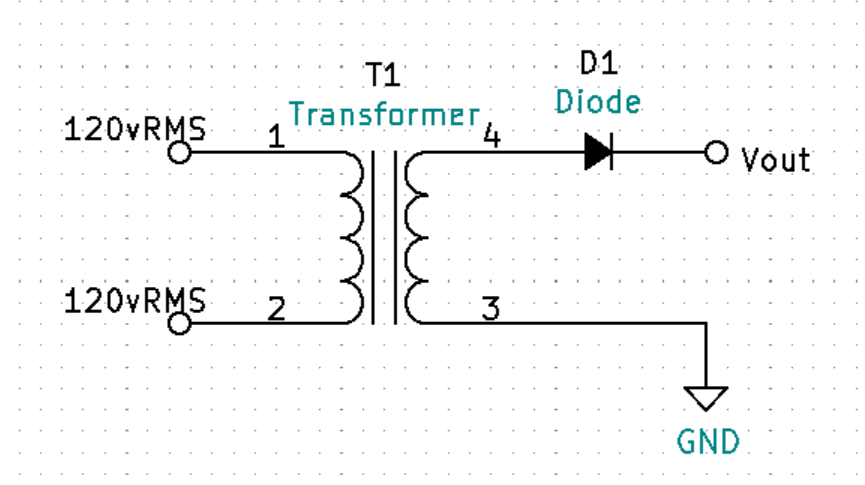 D1
T1
Diode
Transformer
120vRMS
1
4
Vout
120vRMS
2
3
GND